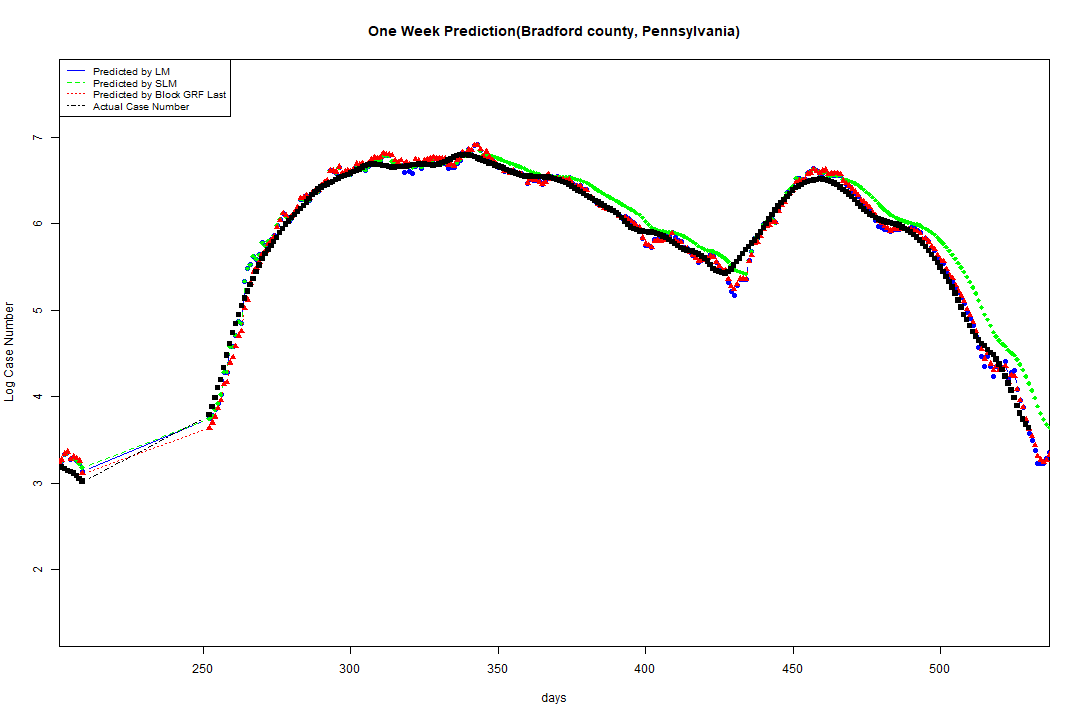 One Week Prediction(Bradford county, Pennsylvania)
Predicted by LM
Predicted by SLM
Predicted by Block GRF Last
Actual Case Number
7
6
5
4
3
2
Log Case Number
250 300 350 400 450 500
days